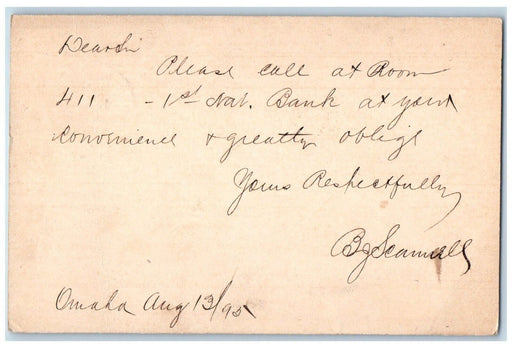 Dear Sir
Please call at Room
411 - 1st Nat. Bank at your
convenience & greatly oblige
Yours Respectfully
B J Scannell
Omaha Aug 13/95